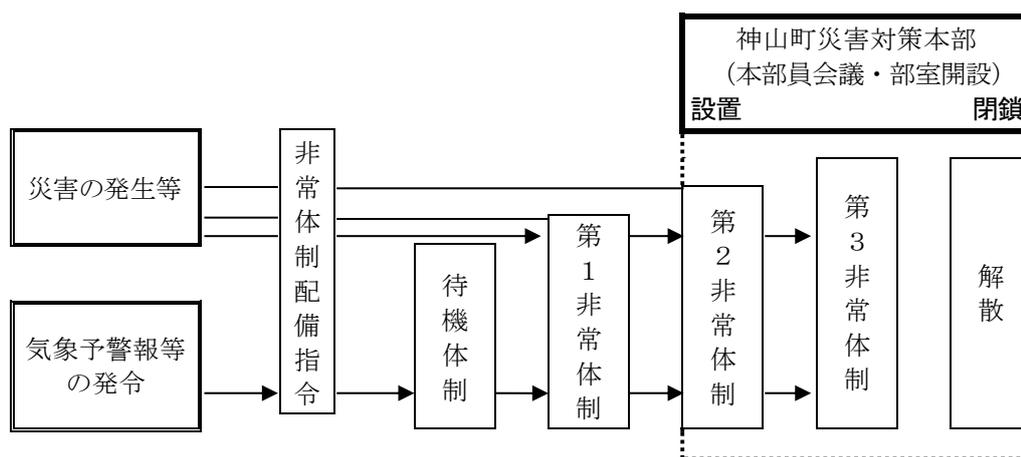 神山町災害対策本部
（本部員会議・部室開設）
設置
閉鎖
災害の発生等
気象予警報等
の発令
非常体制配備指令
待機体制
第１非常体制
第２非常体制
第３非常体制
解散